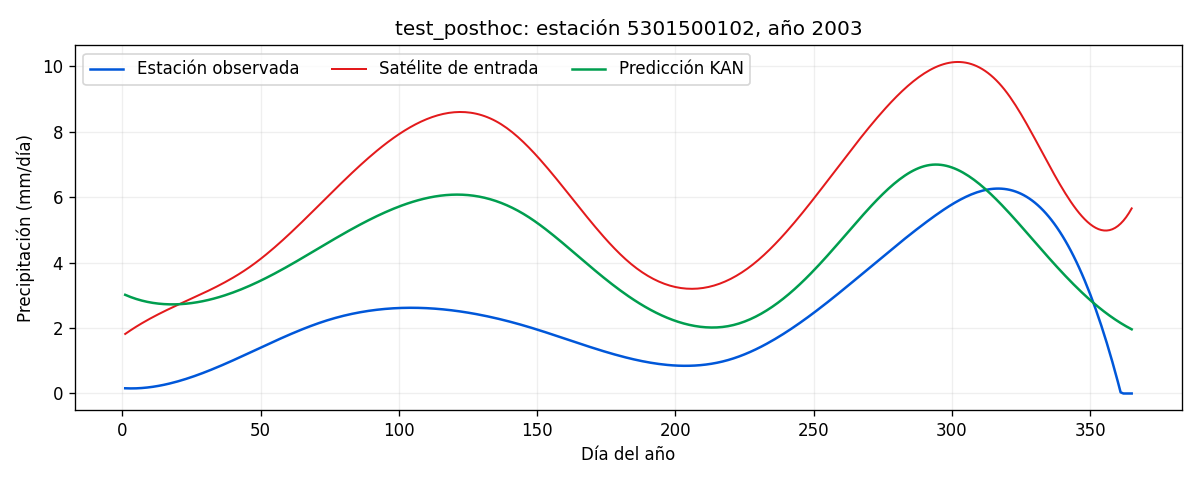 test_posthoc: estación 5301500102, año 2003
Estación observada Satélite de entrada Predicción KAN
Precipitación (mm/día)
10
8
6
4
2
0
0 50 100 150 200 250 300 350
Día del año